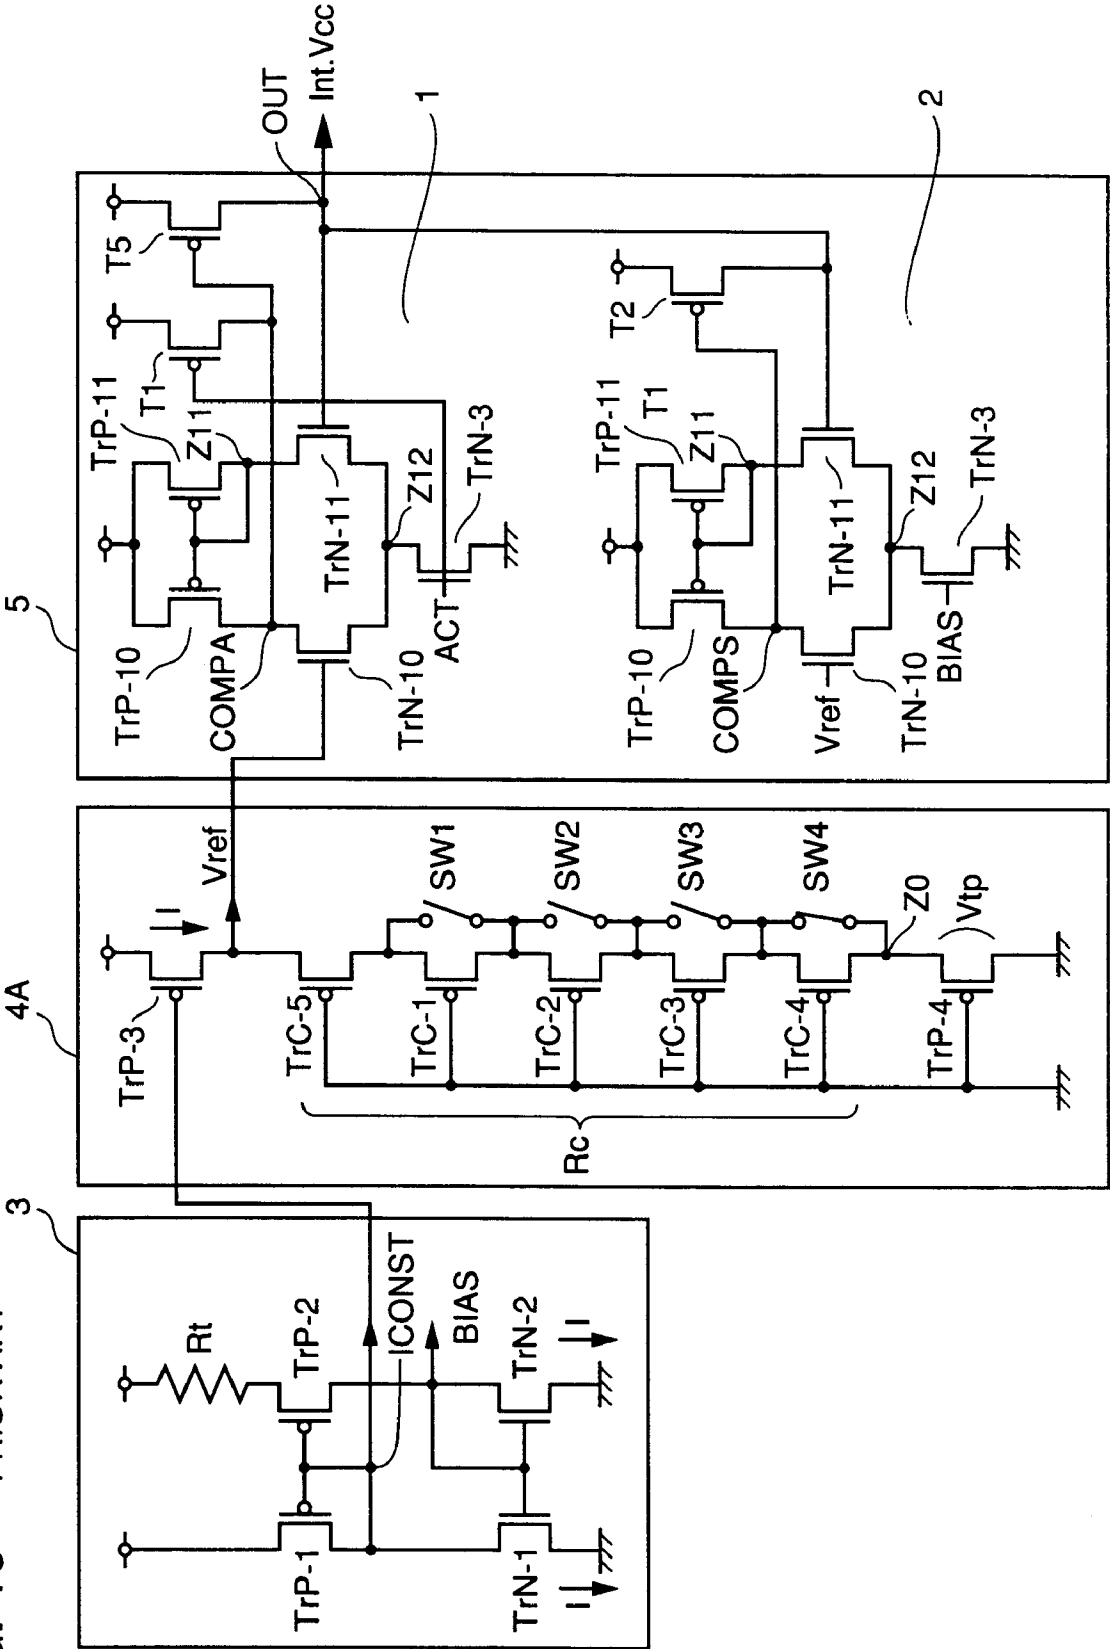 PRIOR ART
3
Rt
TrP-1
TrP-2
ICONST
BIAS
TrN-1
TrN-2
I
I
4A
TrP-3
I
Vref
TrC-5
TrC-1
SW1
TrC-2
SW2
TrC-3
SW3
TrC-4
SW4
Rc
Z0
TrP-4
Vtp
5
TrP-10
TrP-11
T1
T5
OUT
Int.Vcc
COMPA
Z11
TrN-10
TrN-11
ACT
Z12
TrN-3
1
TrP-10
TrP-11
T1
T2
COMPS
Z11
Vref
TrN-10
TrN-11
BIAS
Z12
TrN-3
2